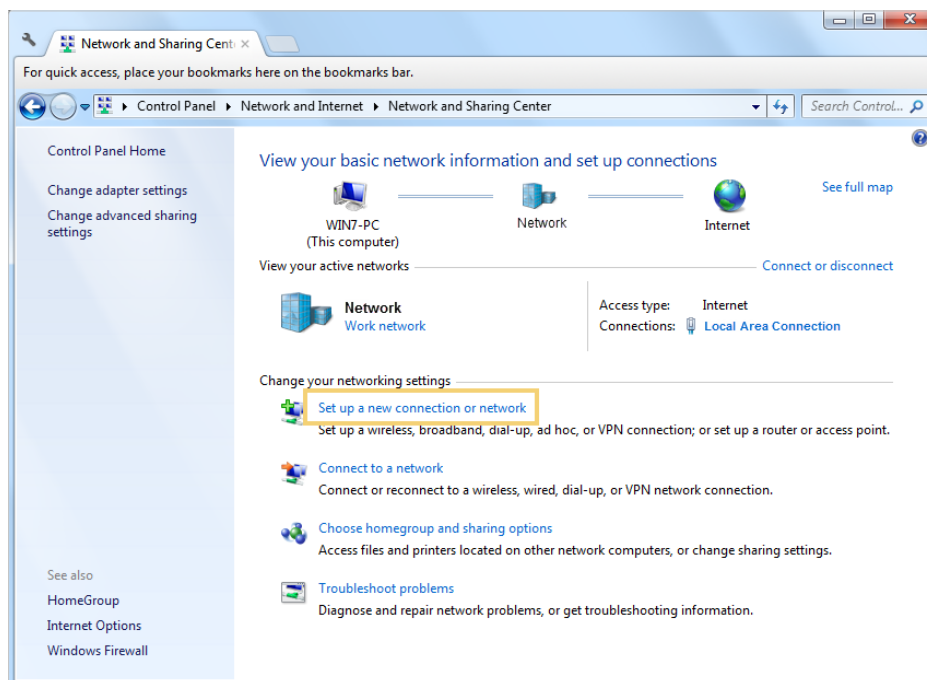 Network and Sharing Cent
For quick access, place your bookmarks here on the bookmarks bar.
Control Panel Network and Internet Network and Sharing Center
Search Control...
Control Panel Home
Change adapter settings
Change advanced sharing
settings
View your basic network information and set up connections
See full map
WIN7-PC
(This computer)
Network
Internet
View your active networks
Connect or disconnect
Network
Work network
Access type: Internet
Connections: Local Area Connection
Change your networking settings
Set up a new connection or network
Set up a wireless, broadband, dial-up, ad hoc, or VPN connection; or set up a router or access point.
Connect to a network
Connect or reconnect to a wireless, wired, dial-up, or VPN network connection.
Choose homegroup and sharing options
Access files and printers located on other network computers, or change sharing settings.
Troubleshoot problems
Diagnose and repair network problems, or get troubleshooting information.
See also
HomeGroup
Internet Options
Windows Firewall